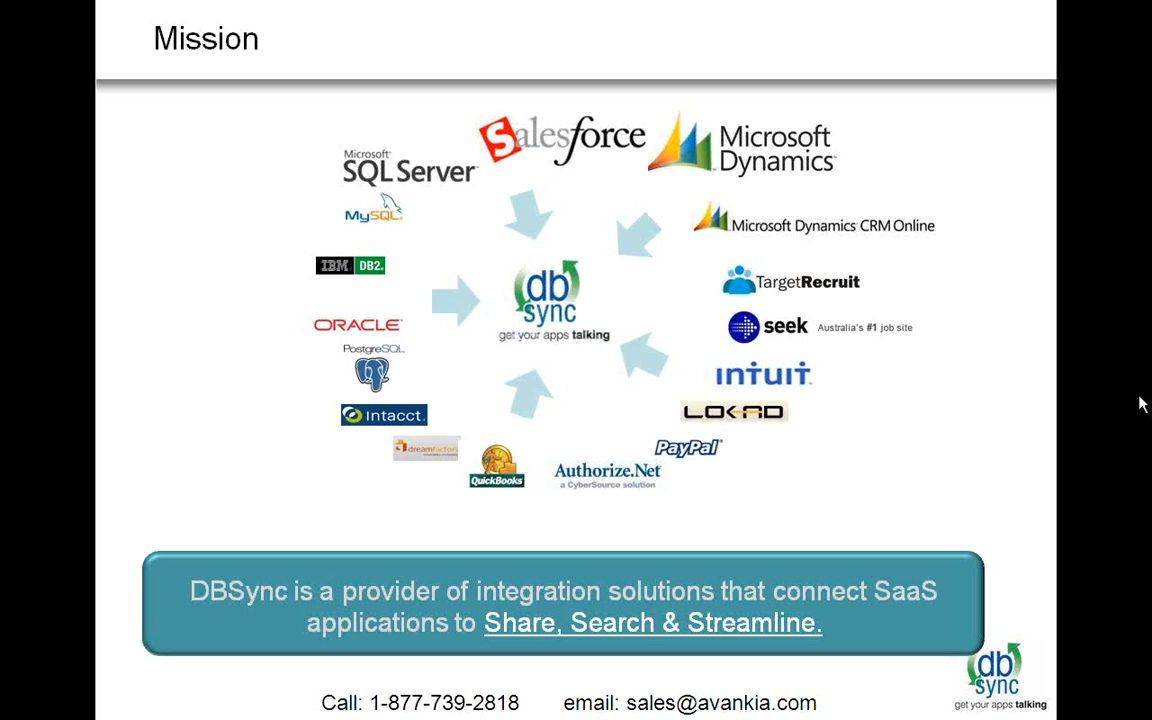 Mission
salesforce
Microsoft
Dynamics
Microsoft
SQL Server
MySQL
Microsoft Dynamics CRM Online
IBM DB2.
db
sync
get your apps talking
TargetRecruit
ORACLE
seek Australia's #1 job site
PostgreSQL
INTUIT
Intacct
LOKAD
dreamfactory
PayPal
QuickBooks
Authorize.Net
a CyberSource solution
DBSync is a provider of integration solutions that connect SaaS
applications to Share, Search & Streamline.
db
sync
get your apps talking
Call: 1-877-739-2818 email: sales@avankia.com